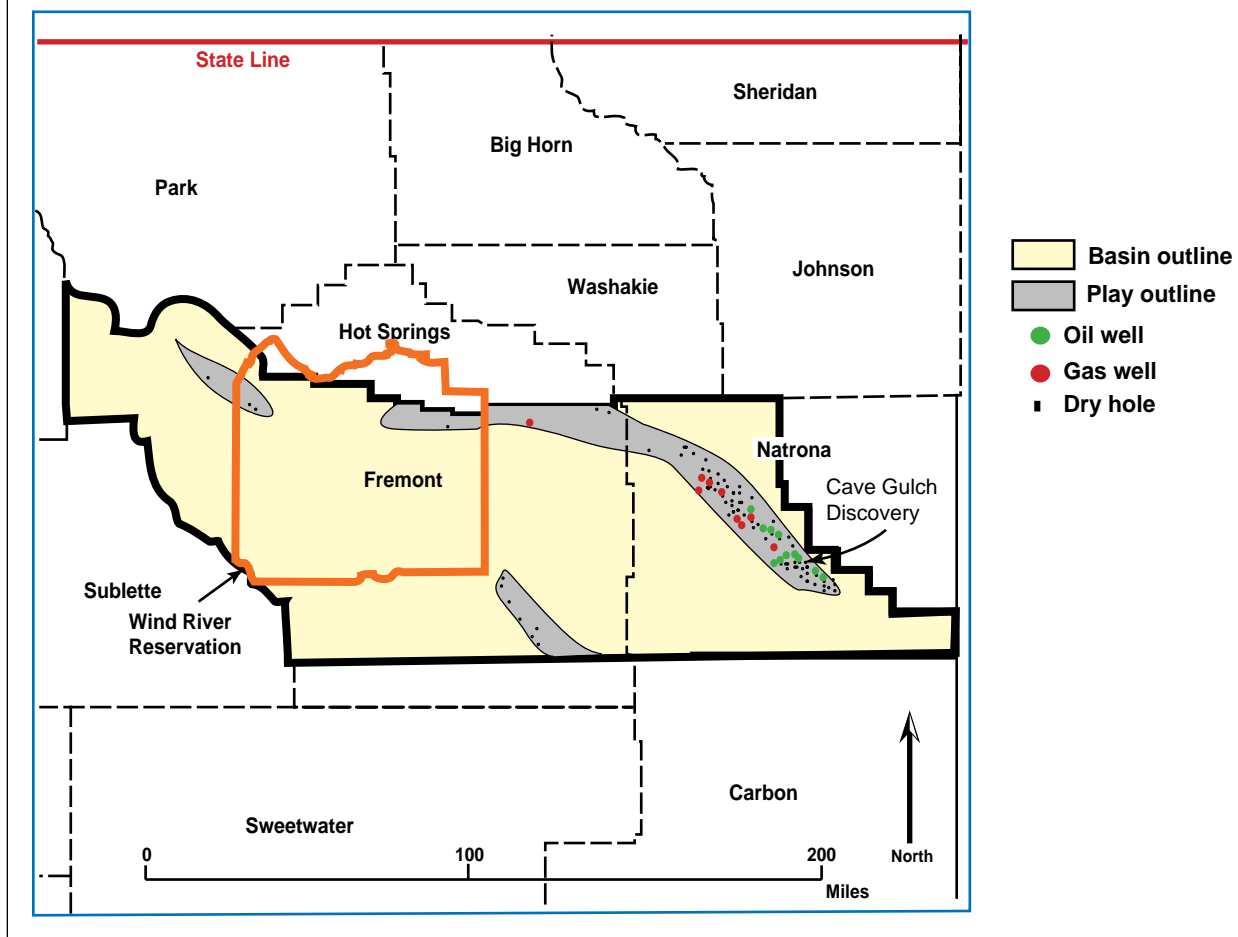 State Line
Sheridan
Big Horn
Park
Johnson
Washakie
Hot Springs
Fremont
Natrona
Cave Gulch
Discovery
Sublette
Wind River
Reservation
Carbon
Sweetwater
0
100
200
Miles
North
Basin outline
Play outline
Oil well
Gas well
Dry hole